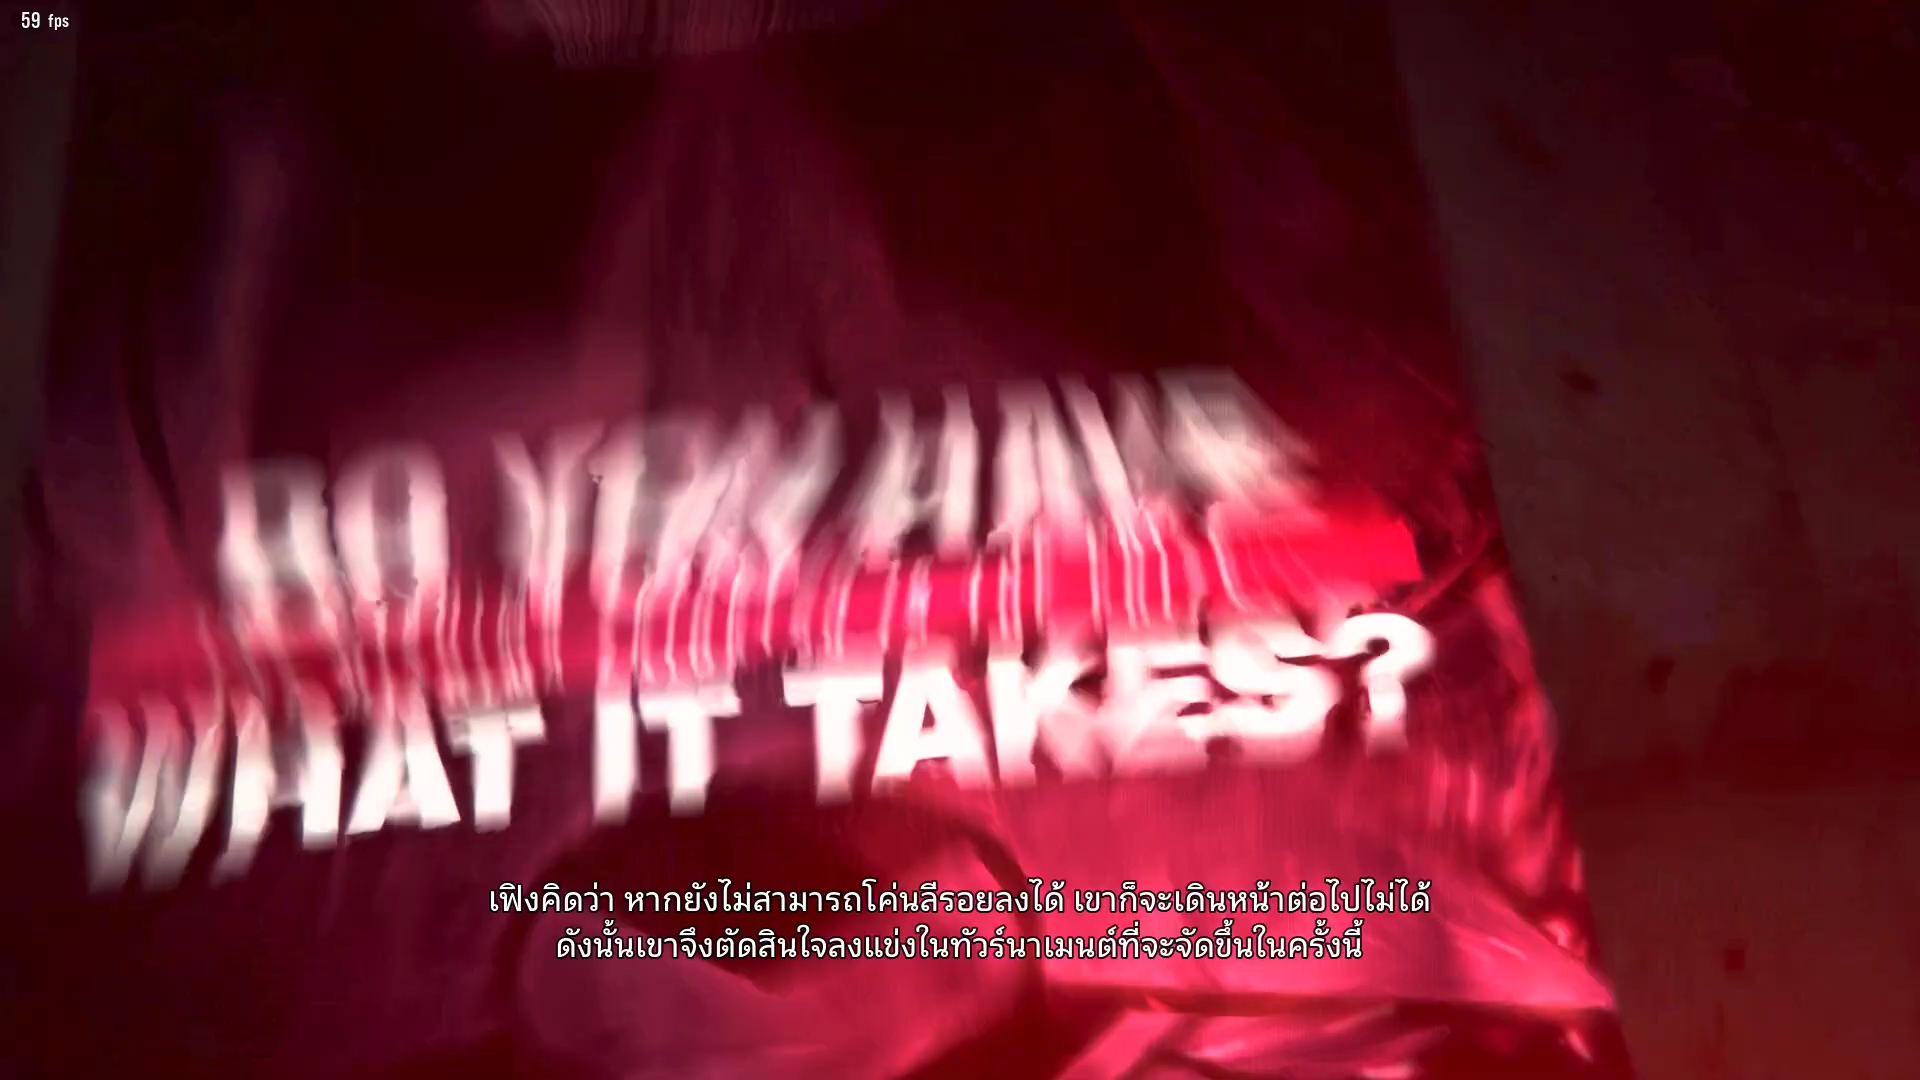 59 fps
DO YOU HAVE
WHAT IT TAKES?
เฟิงคิดว่า หากยังไม่สามารถโค่นลีรอยลงได้ เขาก็จะเดินหน้าต่อไปไม่ได้
ดังนั้นเขาจึงตัดสินใจลงแข่งในทัวร์นาเมนต์ที่จะจัดขึ้นในครั้งนี้